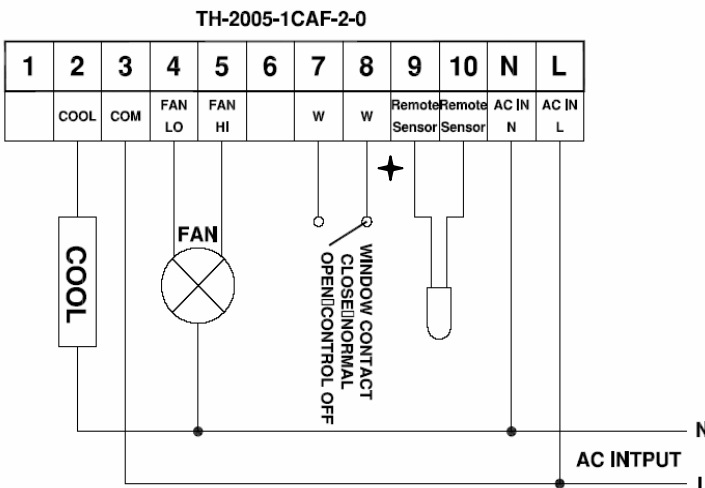 TH-2005-1CAF-2-0
1 2 3 4 5 6 7 8 9 10 N L
COOL COM FAN LO FAN HI W W Remote Sensor Remote Sensor AC IN N AC IN L
COOL
FAN
WINDOW CONTACT
CLOSE▯NORMAL
OPEN▯CONTROL OFF
N
AC INTPUT
L